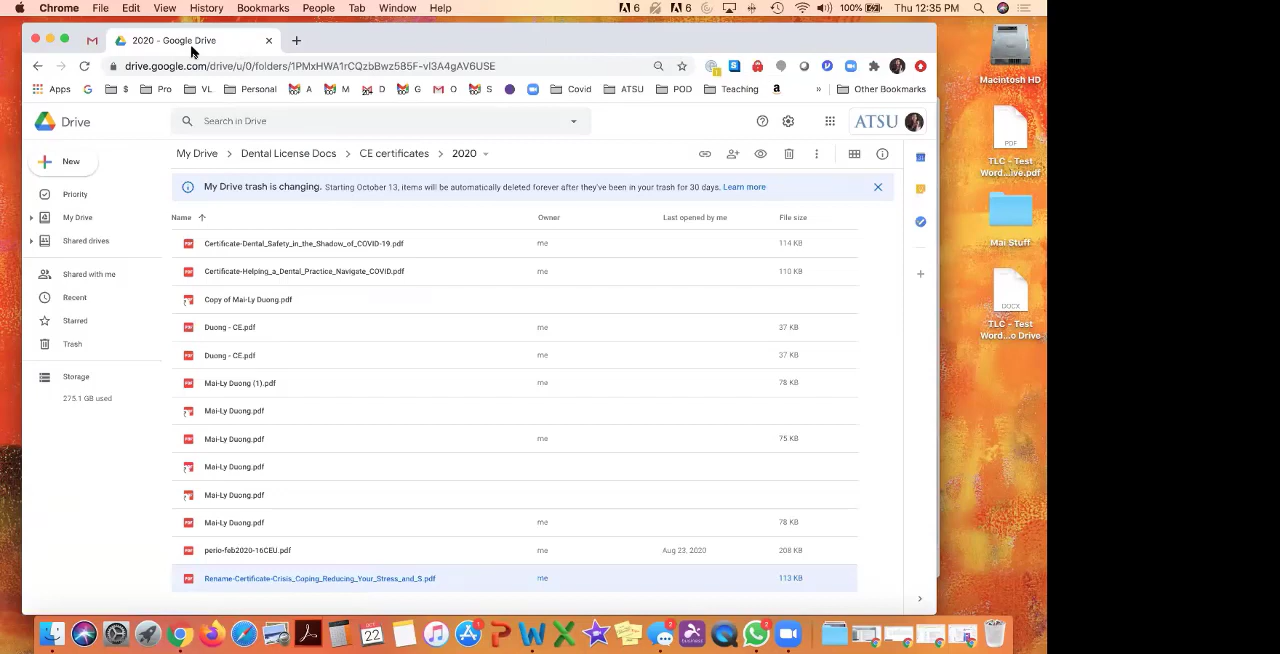 Chrome File Edit View History Bookmarks People Tab Window Help 6 6 100% Thu 12:35 PM
2020 - Google Drive
drive.google.com/drive/u/0/folders/1PMxHWA1rCQzbBwz585F-vI3A4gAV6USE
Apps $ Pro VL Personal A M D G O S Covid ATSU POD Teaching » Other Bookmarks
Macintosh HD
Drive Search in Drive ATSU
New My Drive Dental License Docs CE certificates 2020
PDF
TLC - Test
Word...ive.pdf
My Drive trash is changing. Starting October 13, items will be automatically deleted forever after they've been in your trash for 30 days. Learn more
Priority
My Drive
Shared drives
Shared with me
Recent
Starred
Trash
Storage
275.1 GB used
Name Owner Last opened by me File size
Certificate-Dental_Safety_in_the_Shadow_of_COVID-19.pdf me 114 KB
Certificate-Helping_a_Dental_Practice_Navigate_COVID.pdf me 110 KB
Copy of Mai-Ly Duong.pdf
Duong - CE.pdf me 37 KB
Duong - CE.pdf me 37 KB
Mai-Ly Duong (1).pdf me 78 KB
Mai-Ly Duong.pdf
Mai-Ly Duong.pdf me 75 KB
Mai-Ly Duong.pdf
Mai-Ly Duong.pdf
Mai-Ly Duong.pdf me 78 KB
perio-feb2020-16CEU.pdf me Aug 23, 2020 208 KB
Rename-Certificate-Crisis_Coping_Reducing_Your_Stress_and_S.pdf me 113 KB
Mai Stuff
DOCX
TLC - Test
Word...o Drive
OCT
22